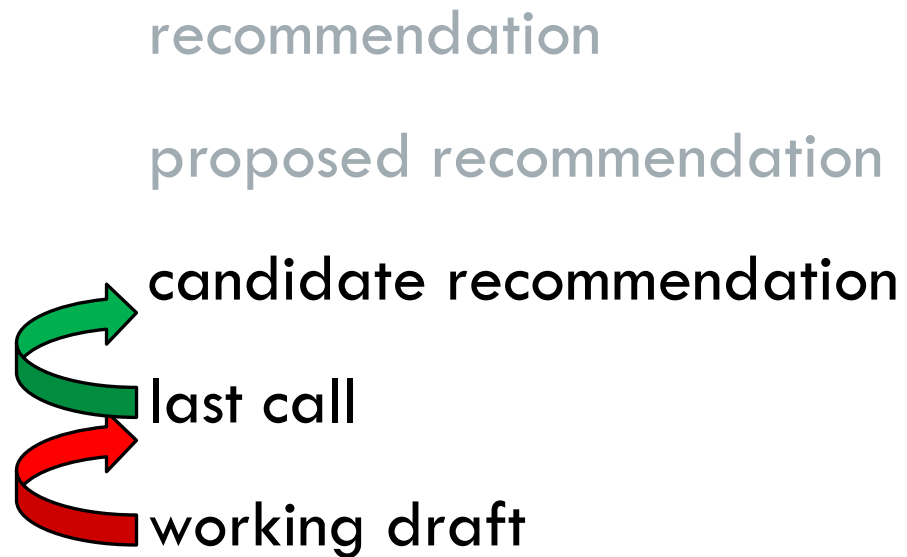 recommendation
proposed recommendation
candidate recommendation
last call
working draft